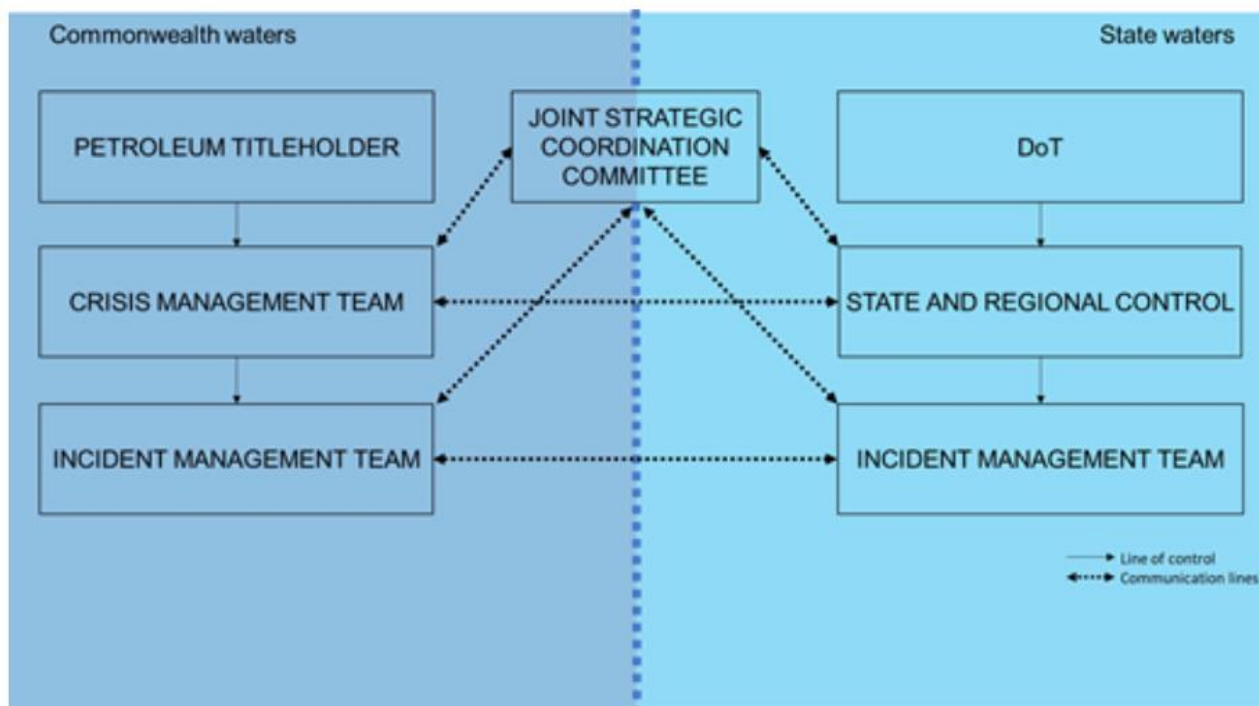 Commonwealth waters
State waters
PETROLEUM TITLEHOLDER
JOINT STRATEGIC
COORDINATION
COMMITTEE
DoT
CRISIS MANAGEMENT TEAM
STATE AND REGIONAL CONTROL
INCIDENT MANAGEMENT TEAM
INCIDENT MANAGEMENT TEAM
Line of control
Communication lines